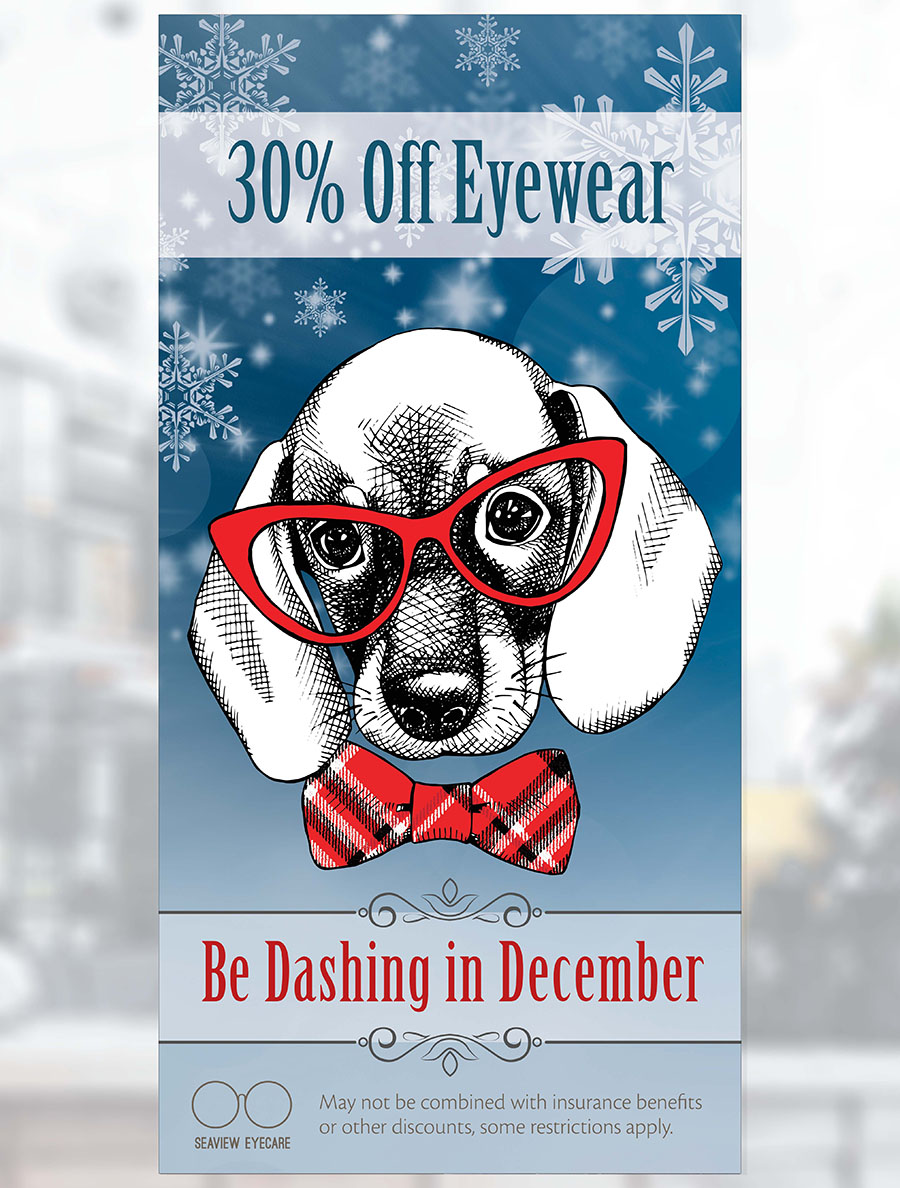 30% Off Eyewear
Be Dashing in December
SEAVIEW EYECARE
May not be combined with insurance benefits
or other discounts, some restrictions apply.